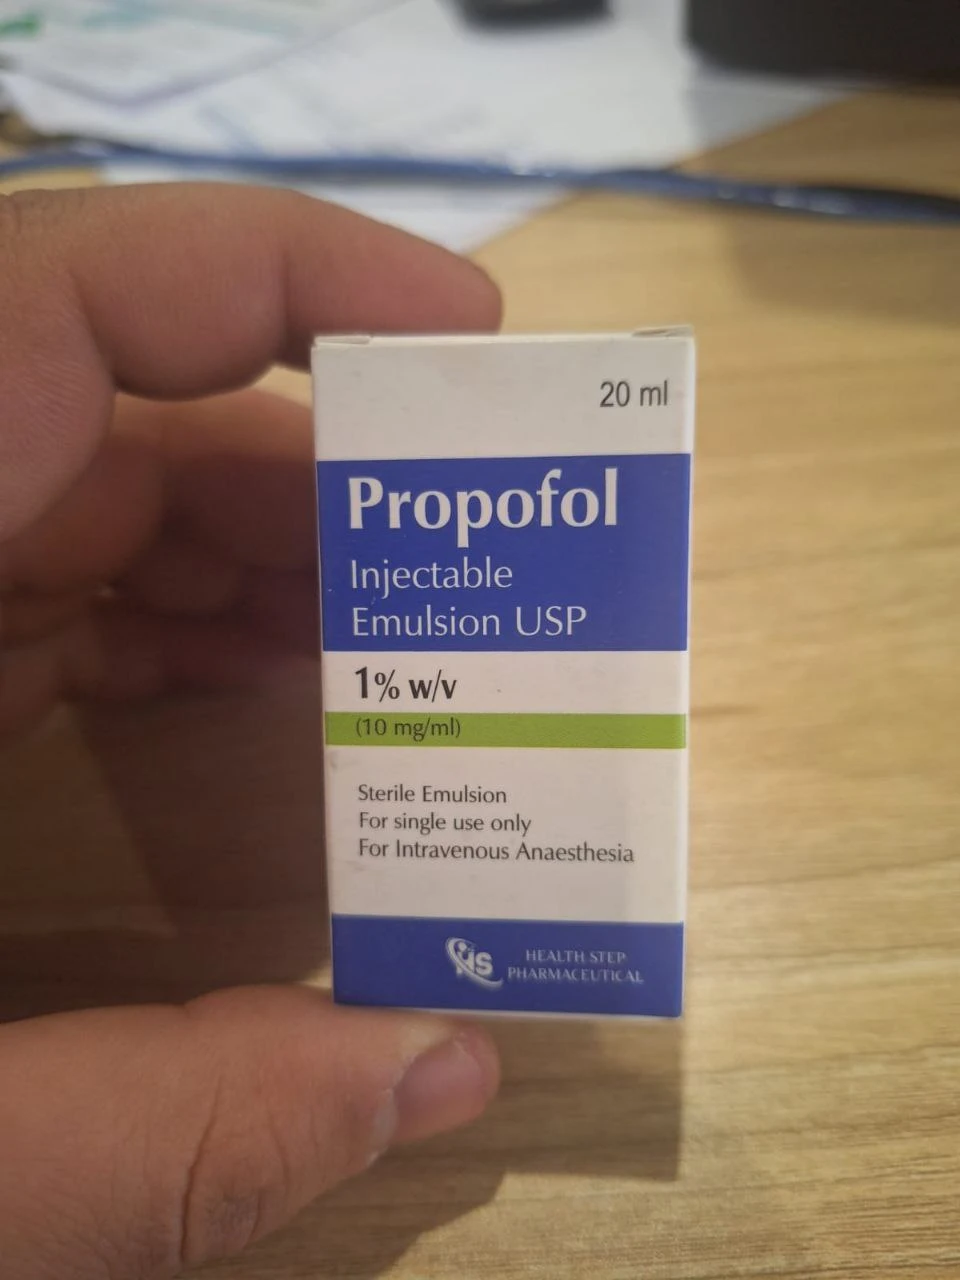 20 ml
Propofol
Injectable
Emulsion USP
1% w/v
(10 mg/ml)
Sterile Emulsion
For single use only
For Intravenous Anaesthesia
HS
HEALTH STEP
PHARMACEUTICAL